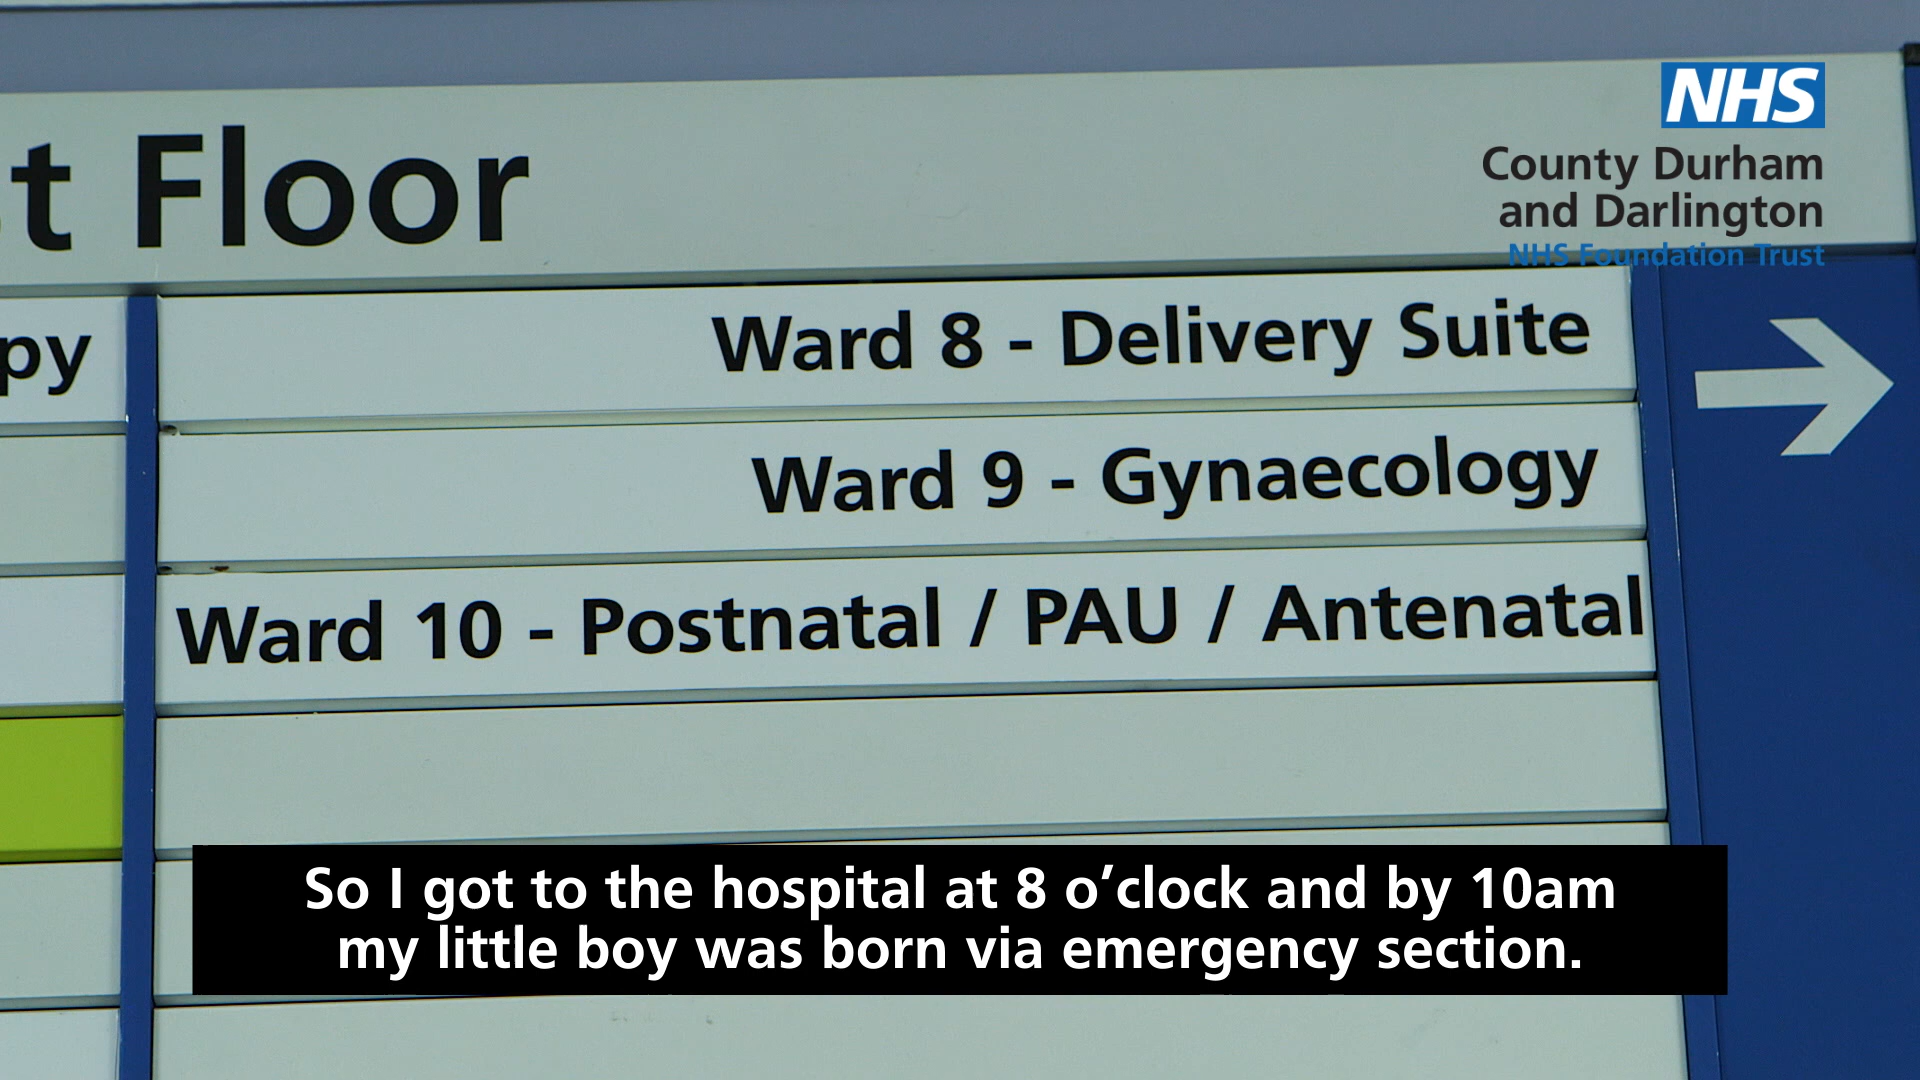 NHS
County Durham
and Darlington
NHS Foundation Trust
t Floor
py
Ward 8 - Delivery Suite
Ward 9 - Gynaecology
Ward 10 - Postnatal / PAU / Antenatal
So I got to the hospital at 8 o’clock and by 10am
my little boy was born via emergency section.